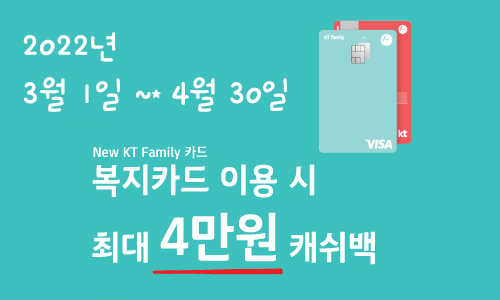 2022년
3월 1일 ~* 4월 30일
KT Family
VISA
kt
New KT Family 카드
복지카드 이용 시
최대 4만원 캐쉬백